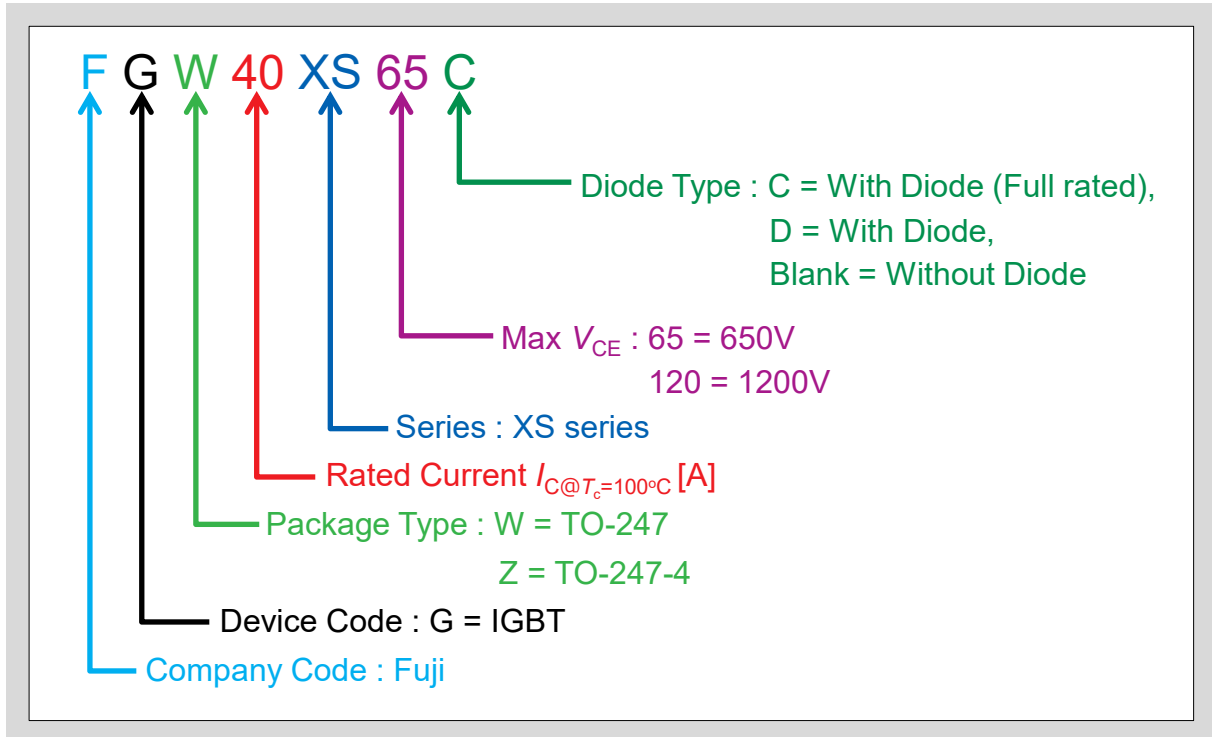 F G W 40 XS 65 C
Diode Type : C = With Diode (Full rated),
D = With Diode,
Blank = Without Diode
Max VCE : 65 = 650V
120 = 1200V
Series : XS series
Rated Current IC@Tc=100oC [A]
Package Type : W = TO-247
Z = TO-247-4
Device Code : G = IGBT
Company Code : Fuji